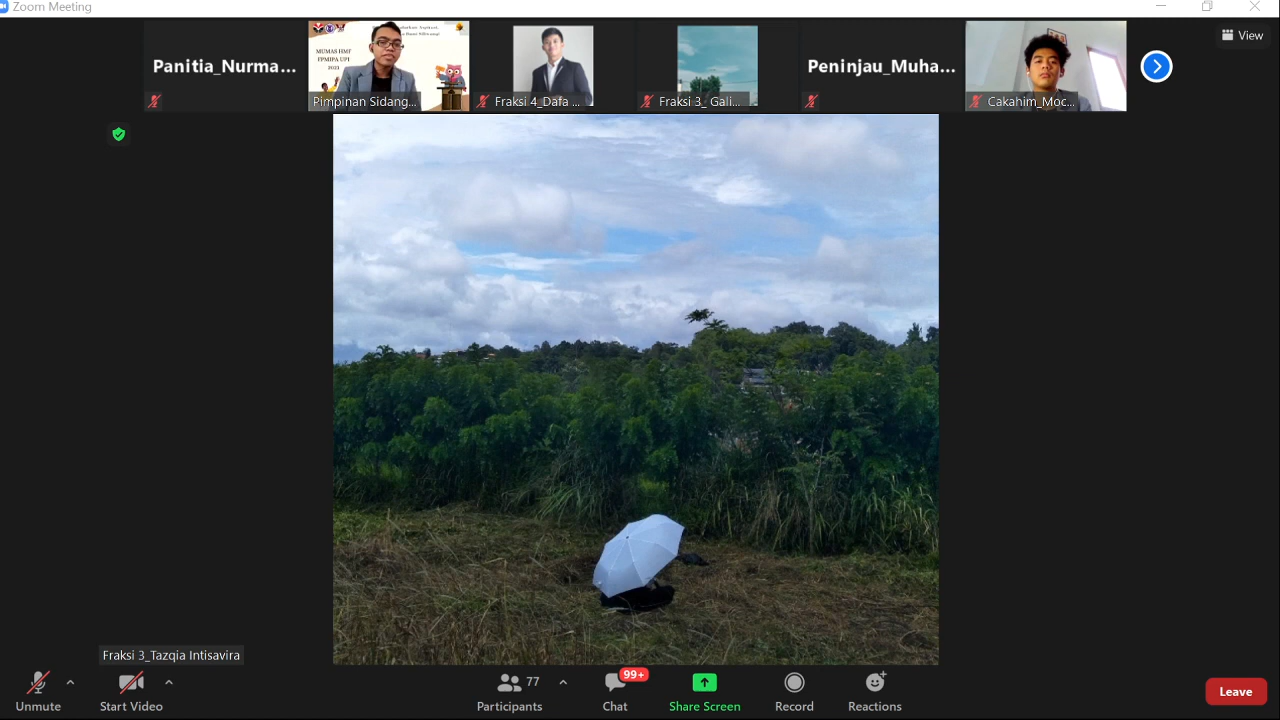 Zoom Meeting
View
Panitia_Nurma...
MUMAS HMF
FPMIPA UPI
2021
Pimpinan Sidang...
Fraksi 4_Dafa ...
Fraksi 3_ Gali...
Peninjau_Muha...
Cakahim_Moc...
Fraksi 3_Tazqia Intisavira
Unmute
Start Video
77
Participants
99+
Chat
Share Screen
Record
Reactions
Leave